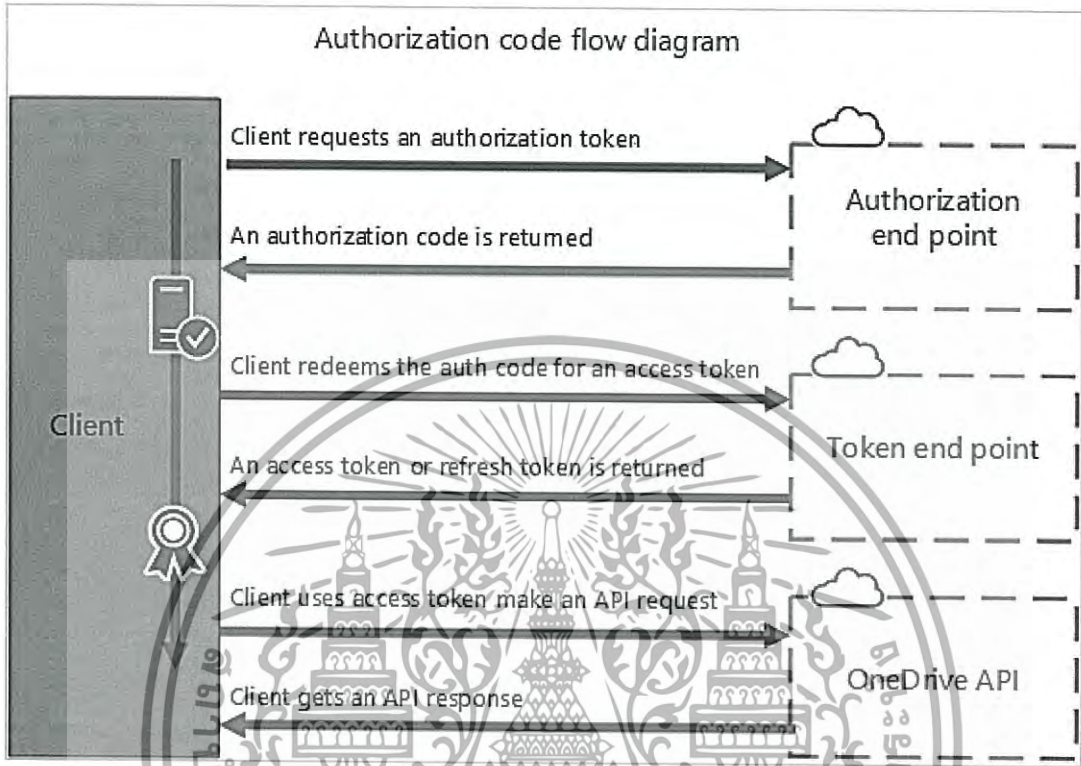 Authorization code flow diagram
Client requests an authorization token
Authorization
end point
An authorization code is returned
Client redeems the auth code for an access token
Client
Token end point
An access token or refresh token is returned
Client uses access token make an API request
OneDrive API
Client gets an API response